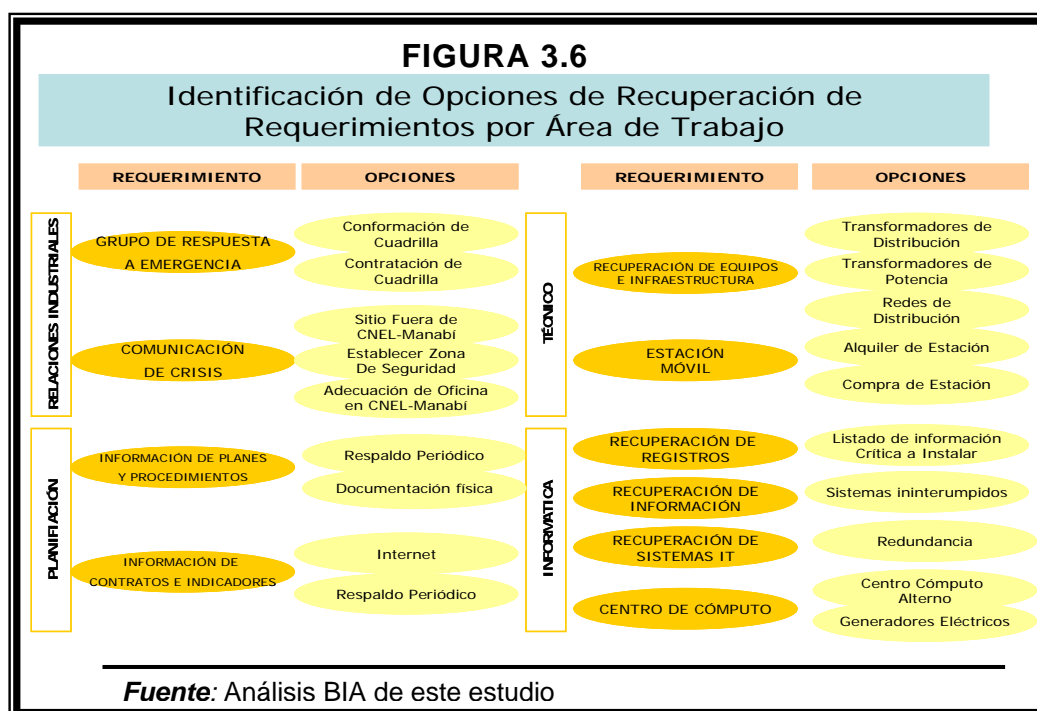 FIGURA 3.6
Identificación de Opciones de Recuperación de
Requerimientos por Área de Trabajo
REQUERIMIENTO
OPCIONES
RELACIONES INDUSTRIALES
GRUPO DE RESPUESTA
A EMERGENCIA
Conformación de
Cuadrilla
Contratación de
Cuadrilla
COMUNICACIÓN
DE CRISIS
Sitio Fuera de
CNEL-Manabí
Establecer Zona
De Seguridad
Adecuación de Oficina
en CNEL-Manabí
PLANIFIACIÓN
INFORMACIÓN DE PLANES
Y PROCEDIMIENTOS
Respaldo Periódico
Documentación física
INFORMACIÓN DE
CONTRATOS E INDICADORES
Internet
Respaldo Periódico
REQUERIMIENTO
OPCIONES
TÉCNICO
RECUPERACIÓN DE EQUIPOS
E INFRAESTRUCTURA
Transformadores de
Distribución
Transformadores de
Potencia
Redes de
Distribución
ESTACIÓN
MÓVIL
Alquiler de Estación
Compra de Estación
INFORMATICA
RECUPERACIÓN DE
REGISTROS
Listado de información
Crítica a Instalar
RECUPERACIÓN DE
INFORMACIÓN
Sistemas ininterumpidos
RECUPERACIÓN DE
SISTEMAS IT
Redundancia
CENTRO DE CÓMPUTO
Centro Cómputo
Alterno
Generadores Eléctricos
Fuente: Análisis BIA de este estudio